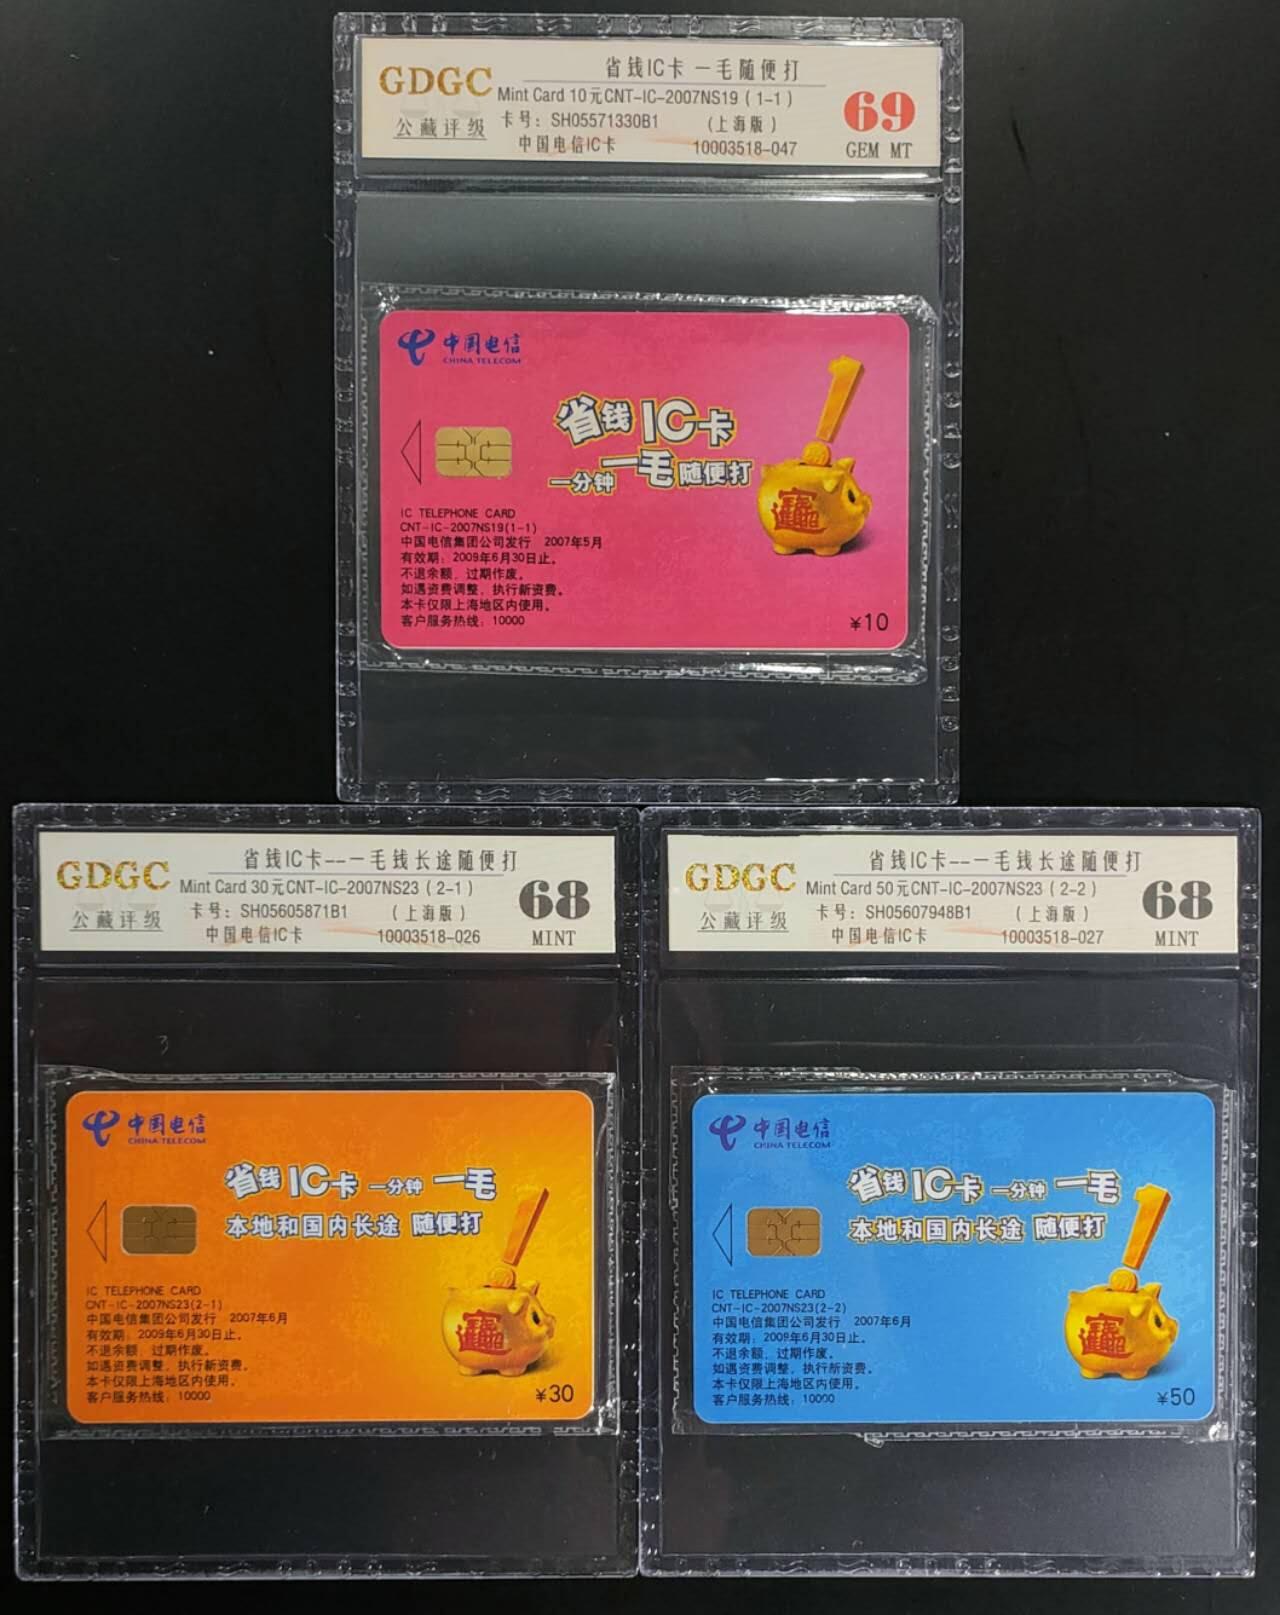 GDGC
公藏评级
省钱IC卡 一毛随便打
Mint Card 10元CNT-IC-2007NS19（1-1）
卡号：SH05571330B1 （上海版）
中国电信IC卡 10003518-047
69
GEM MT
中国电信
CHINA TELECOM
省钱IC卡
一分钟一毛随便打
招财进宝
IC TELEPHONE CARD
CNT-IC-2007NS19(1-1)
中国电信集团公司发行 2007年5月
有效期：2009年6月30日止。
不退余额，过期作废。
如遇资费调整，执行新资费。
本卡仅限上海地区内使用。
客户服务热线：10000
¥10
GDGC
公藏评级
省钱IC卡--一毛钱长途随便打
Mint Card 30元CNT-IC-2007NS23（2-1）
卡号：SH05605871B1 （上海版）
中国电信IC卡 10003518-026
68
MINT
中国电信
CHINA TELECOM
省钱IC卡 一分钟 一毛
本地和国内长途 随便打
招财进宝
IC TELEPHONE CARD
CNT-IC-2007NS23(2-1)
中国电信集团公司发行 2007年6月
有效期：2009年6月30日止。
不退余额，过期作废。
如遇资费调整，执行新资费。
本卡仅限上海地区内使用。
客户服务热线：10000
¥30
GDGC
公藏评级
省钱IC卡--一毛钱长途随便打
Mint Card 50元CNT-IC-2007NS23（2-2）
卡号：SH05607948B1 （上海版）
中国电信IC卡 10003518-027
68
MINT
中国电信
CHINA TELECOM
省钱IC卡 一分钟 一毛
本地和国内长途 随便打
招财进宝
IC TELEPHONE CARD
CNT-IC-2007NS23(2-2)
中国电信集团公司发行 2007年6月
有效期：2009年6月30日止。
不退余额，过期作废。
如遇资费调整，执行新资费。
本卡仅限上海地区内使用。
客户服务热线：10000
¥50